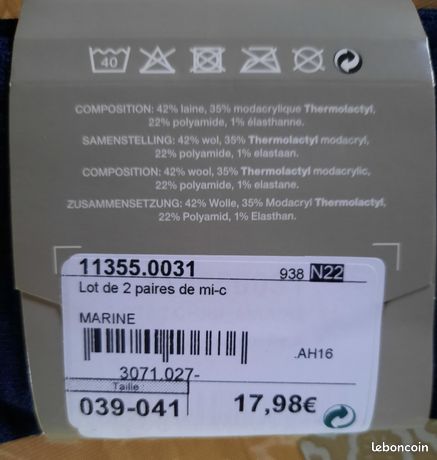 40
COMPOSITION: 42% laine, 35% modacrylique Thermolactyl,
22% polyamide, 1% élasthanne.
SAMENSTELLING: 42% wol, 35% Thermolactyl modacryl,
22% polyamide, 1% elastaan.
COMPOSITION: 42% wool, 35% Thermolactyl modacrylic,
22% polyamide, 1% elastane.
ZUSAMMENSETZUNG: 42% Wolle, 35% Modacryl Thermolactyl,
22% Polyamid, 1% Elasthan.
11355.0031 938 N22
Lot de 2 paires de mi-c
MARINE
.AH16
3071.027-
Taille
039-041 17,98€
leboncoin